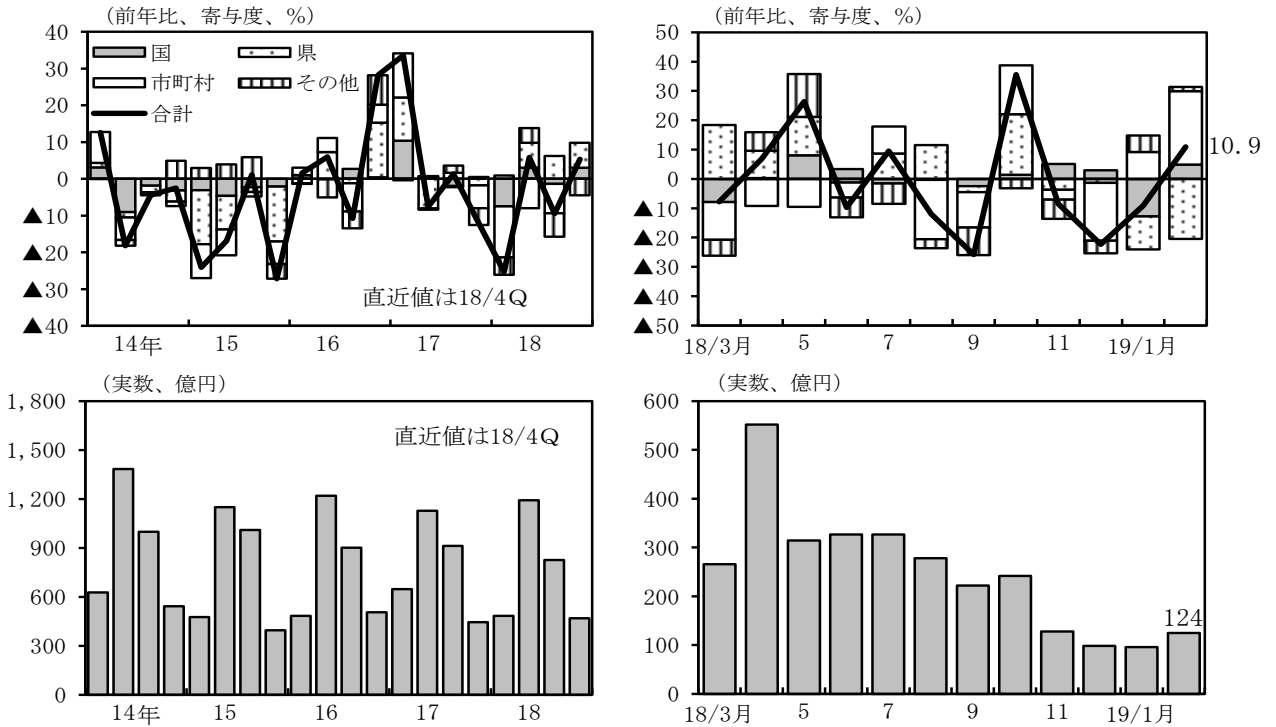 （前年比、寄与度、%）
40
30
20
10
0
▲ 10
▲ 20
▲ 30
▲ 40
国
県
市町村
その他
合計
直近値は18/4Q
14年 15 16 17 18
（前年比、寄与度、%）
50
40
30
20
10
0
▲ 10
▲ 20
▲ 30
▲ 40
▲ 50
10.9
18/3月 5 7 9 11 19/1月
（実数、億円）
1,800
1,500
1,200
900
600
300
0
直近値は18/4Q
14年 15 16 17 18
（実数、億円）
600
500
400
300
200
100
0
124
18/3月 5 7 9 11 19/1月